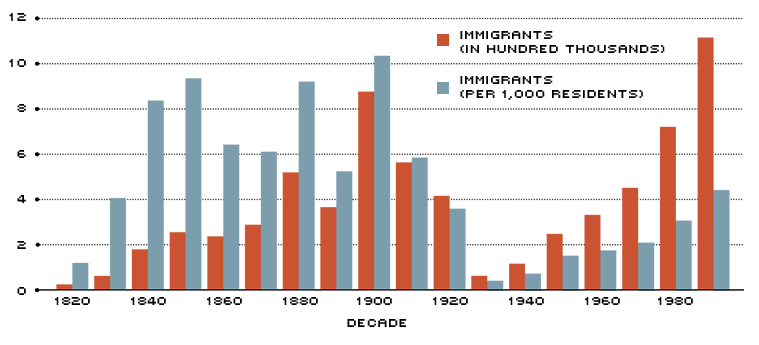 12
IMMIGRANTS
(IN HUNDRED THOUSANDS)
10
IMMIGRANTS
(PER 1,000 RESIDENTS)
8
6
4
2
0
1820 1840 1860 1880 1900 1920 1940 1960 1980
DECADE